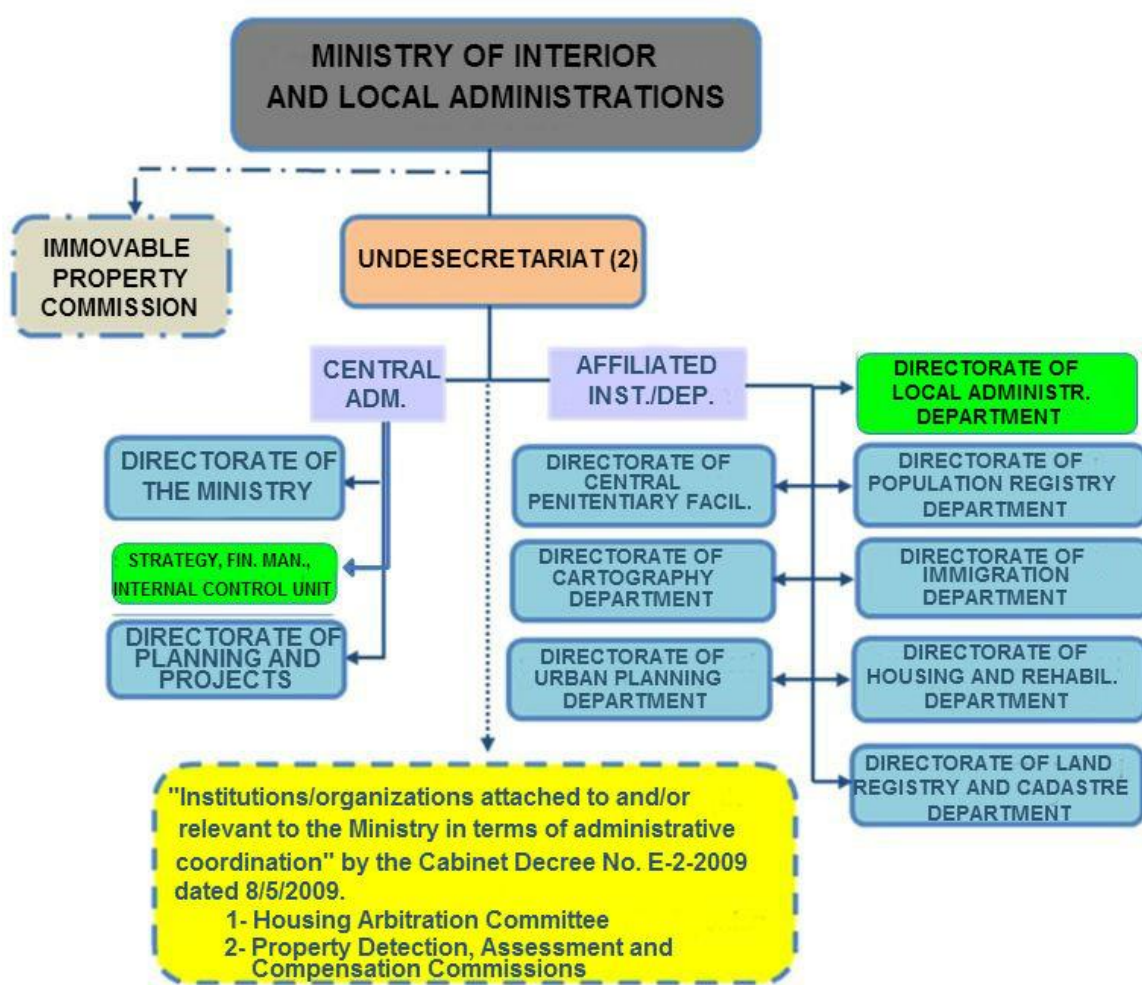 MINISTRY OF INTERIOR
AND LOCAL ADMINISTRATIONS
IMMOVABLE
PROPERTY
COMMISSION
UNDESECRETARIAT (2)
CENTRAL
ADM.
AFFILIATED
INST./DEP.
DIRECTORATE OF
LOCAL ADMINISTR.
DEPARTMENT
DIRECTORATE OF
THE MINISTRY
STRATEGY, FIN. MAN.,
INTERNAL CONTROL UNIT
DIRECTORATE OF
PLANNING AND
PROJECTS
DIRECTORATE OF
CENTRAL
PENITENTIARY FACIL.
DIRECTORATE OF
POPULATION REGISTRY
DEPARTMENT
DIRECTORATE OF
CARTOGRAPHY
DEPARTMENT
DIRECTORATE OF
IMMIGRATION
DEPARTMENT
DIRECTORATE OF
URBAN PLANNING
DEPARTMENT
DIRECTORATE OF
HOUSING AND REHABIL.
DEPARTMENT
DIRECTORATE OF LAND
REGISTRY AND CADASTRE
DEPARTMENT
"Institutions/organizations attached to and/or
relevant to the Ministry in terms of administrative
coordination" by the Cabinet Decree No. E-2-2009
dated 8/5/2009.
1- Housing Arbitration Committee
2- Property Detection, Assessment and
Compensation Commissions